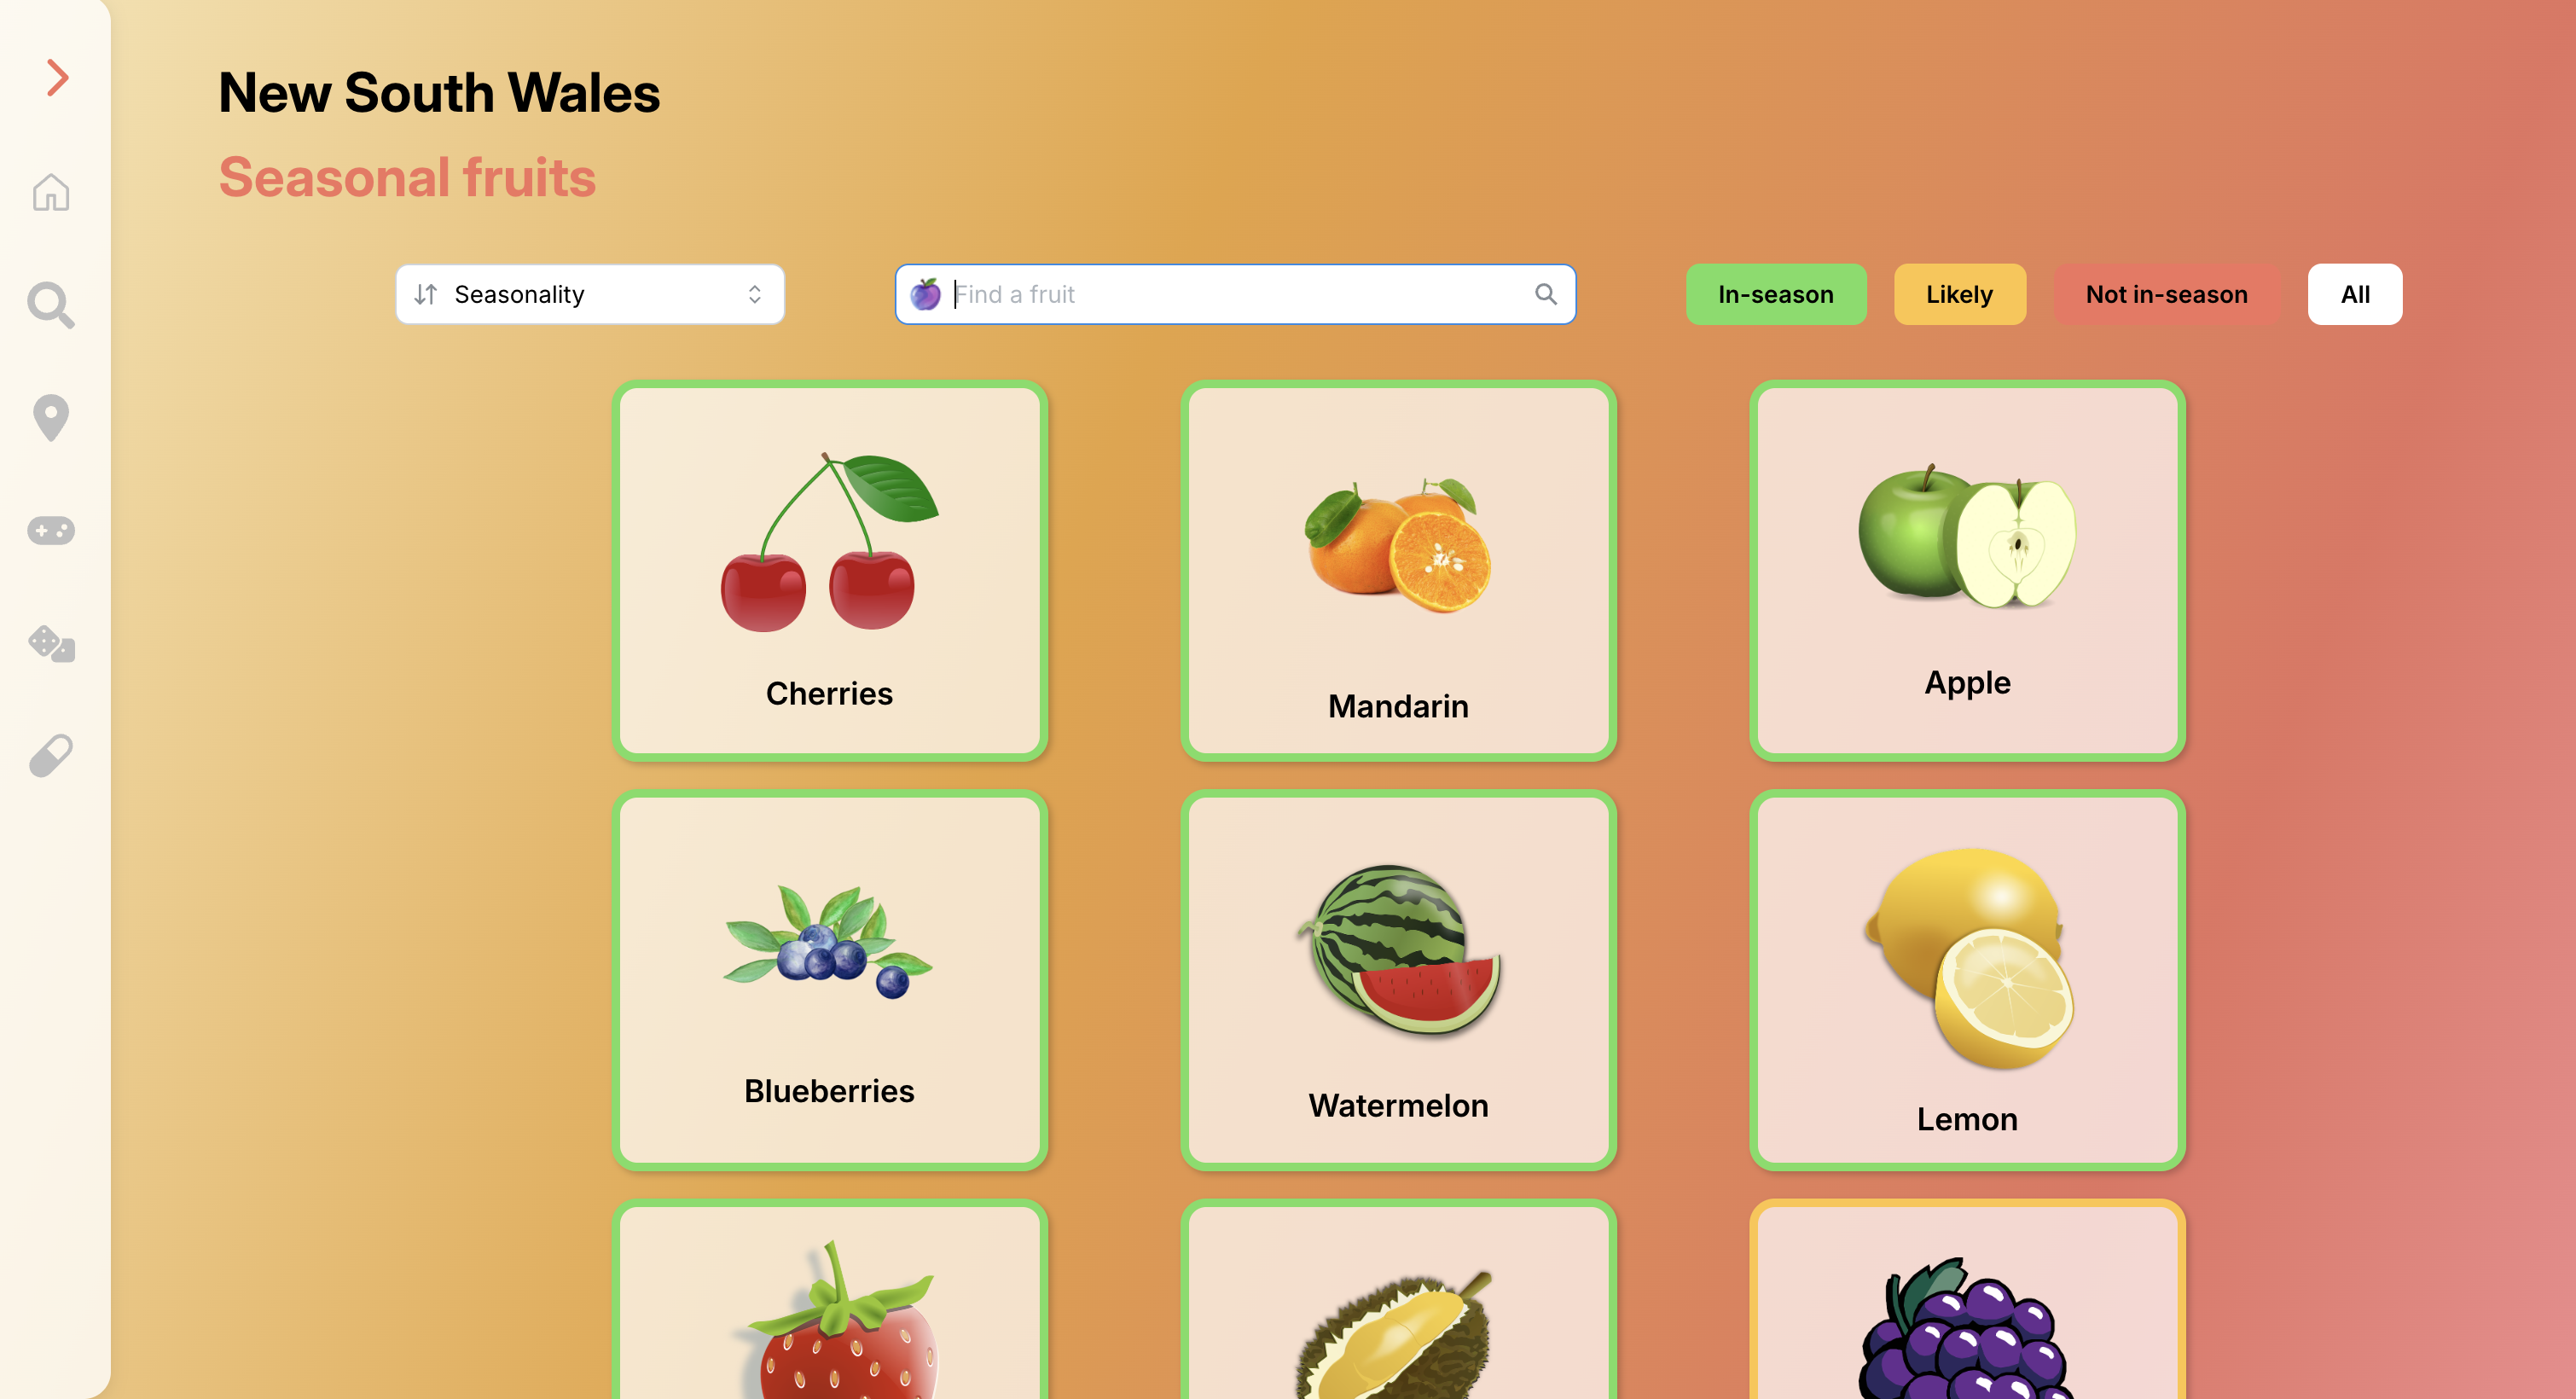 New South Wales
Seasonal fruits
Seasonality
Find a fruit
In-season
Likely
Not in-season
All
Cherries
Mandarin
Apple
Blueberries
Watermelon
Lemon